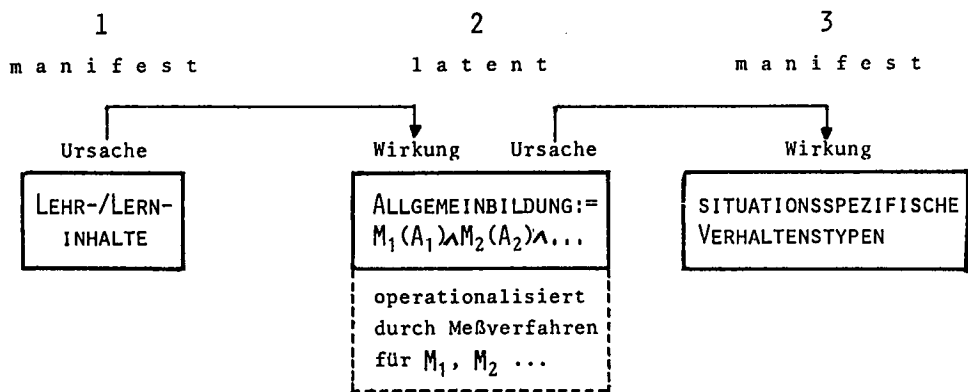 1 2 3
manifest latent manifest
Ursache Wirkung Ursache Wirkung
LEHR-/LERN- ALLGEMEINBILDUNG:= SITUATIONSSPEZIFISCHE
INHALTE M₁(A₁)∧M₂(A₂)∧... VERHALTENSTYPEN
operationalisiert
durch Meßverfahren
für M₁, M₂ ...